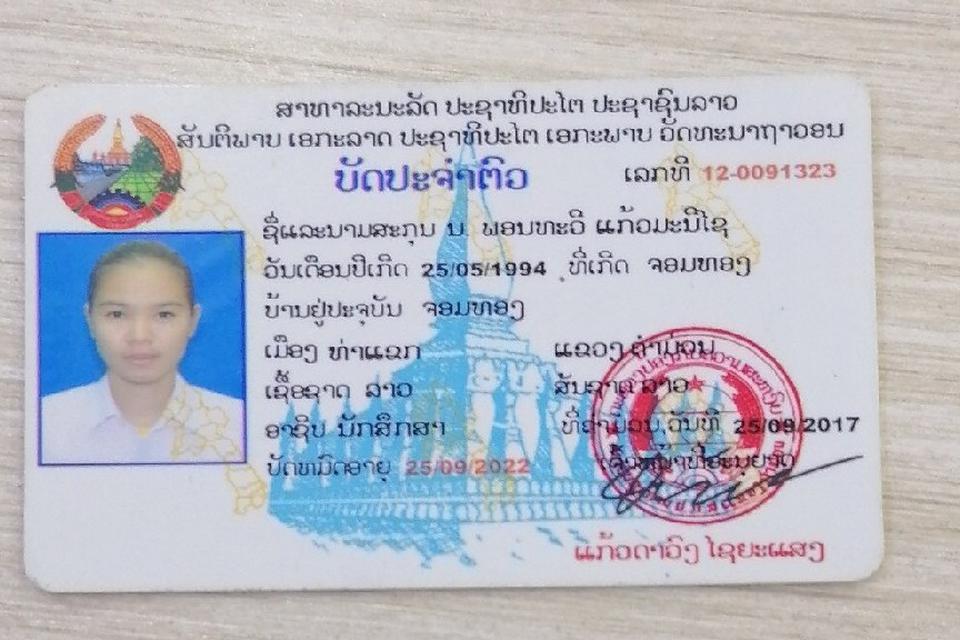 ສາທາລະນະລັດ ປະຊາທິປະໄຕ ປະຊາຊົນລາວ
ສັນຕິພາບ ເອກະລາດ ປະຊາທິປະໄຕ ເອກະພາບ ວັດທະນາຖາວອນ
ບັດປະຈຳຕົວ ເລກທີ 12-0091323
ຊື່ແລະນາມສະກຸນ ນ. ພອນທະວີ ແກ້ວມະນີໄຊ
ວັນເດືອນປີເກີດ 25/05/1994 ທີ່ເກີດ ຈອມທອງ
ບ້ານຢູ່ປະຈຸບັນ ຈອມທອງ
ເມືອງ ທ່າແຂກ ແຂວງ ຄຳມ່ວນ
ເຊື້ອຊາດ ລາວ ສັນຊາດ ລາວ
ອາຊິບ ນັກສຶກສາ ທີ່ຄຳມ່ວນ ວັນທີ 25/09/2017
ບັດໝົດອາຍຸ 25/09/2022
ແກ້ວດາວົງ ໄຊຍະແສງ